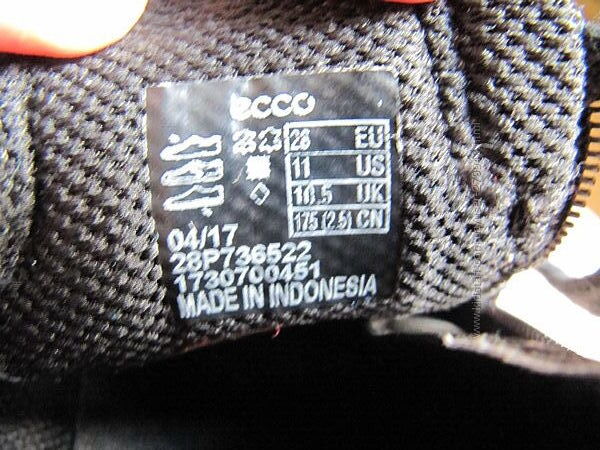 ecco
28 EU
11 US
10.5 UK
175 (2.5) CN
04/17
28P736522
1730700451
MADE IN INDONESIA